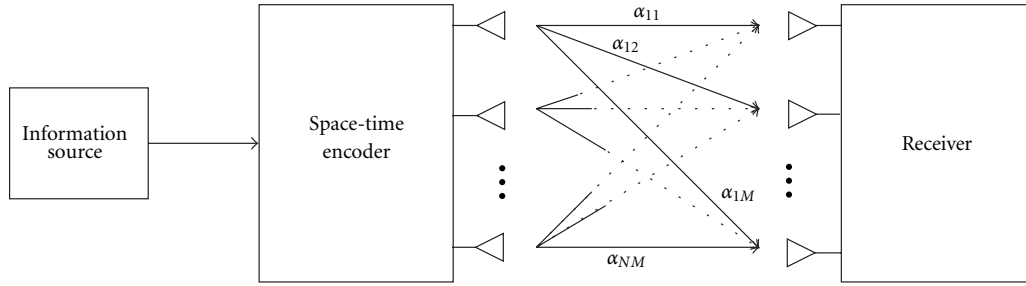 Information
source
Space-time
encoder
α11
α12
α1M
αNM
Receiver